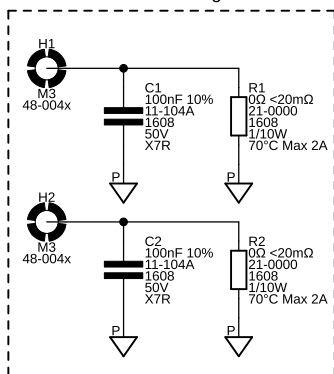 H1
M3
48-004x
C1
100nF 10%
11-104A
1608
50V
X7R
R1
0Ω <20mΩ
21-0000
1608
1/10W
70°C Max 2A
P
P
H2
M3
48-004x
C2
100nF 10%
11-104A
1608
50V
X7R
R2
0Ω <20mΩ
21-0000
1608
1/10W
70°C Max 2A
P
P